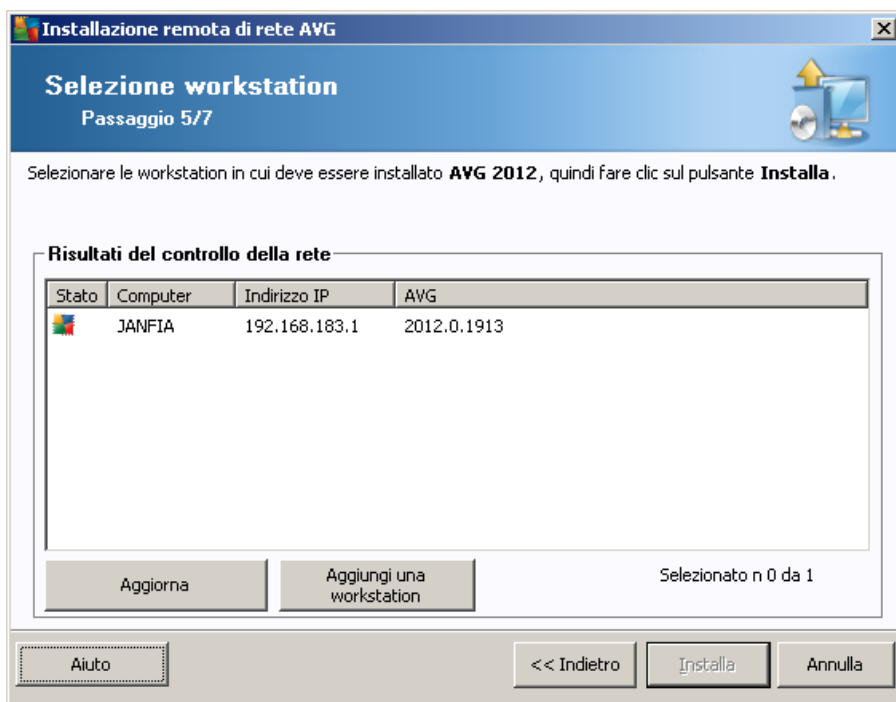 Installazione remota di rete AVG
Selezione workstation
Passaggio 5/7
Selezionare le workstation in cui deve essere installato AVG 2012, quindi fare clic sul pulsante Installa.
Risultati del controllo della rete
Stato Computer Indirizzo IP AVG
JANFIA 192.168.183.1 2012.0.1913
Aggiorna
Aggiungi una
workstation
Selezionato n 0 da 1
Aiuto
<< Indietro
Installa
Annulla